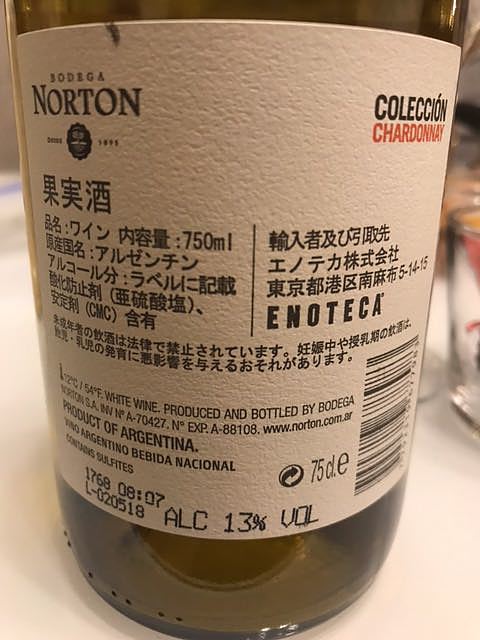 BODEGA
NORTON
DESDE 1895
COLECCIÓN
CHARDONNAY
果実酒
品名:ワイン 内容量:750ml
原産国名:アルゼンチン
アルコール分:ラベルに記載
酸化防止剤(亜硫酸塩)、
安定剤(CMC)含有
輸入者及び引取先
エノテカ株式会社
東京都港区南麻布5-14-15
ENOTECA
未成年者の飲酒は法律で禁止されています。妊娠中や授乳期の飲酒は、
胎児・乳児の発育に悪影響を与えるおそれがあります。
12°C / 54°F. WHITE WINE. PRODUCED AND BOTTLED BY BODEGA
NORTON S.A. INV Nº A-70427. Nº EXP. A-88108. www.norton.com.ar
PRODUCT OF ARGENTINA.
VINO ARGENTINO BEBIDA NACIONAL
CONTAINS SULFITES
75 cl. e
1768 08:07
L-020518 ALC 13% VOL